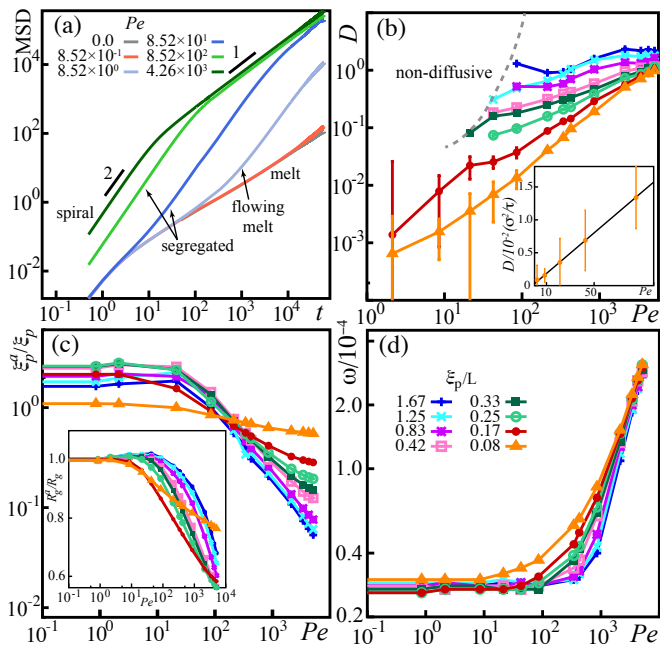 (a)
MSD
10^4
10^2
10^0
10^-2
Pe
0.0 8.52×10^1
8.52×10^-1 8.52×10^2
8.52×10^0 4.26×10^3
1
2
spiral
segregated
melt
flowing
melt
10^-1 10^0 10^1 10^2 10^3 10^4 t
(b)
D
10^0
10^-1
10^-2
10^-3
non-diffusive
D/10^-2(σ^2/τ)
1.5
1.0
0.5
0
10 50 Pe
10^1 10^2 10^3 Pe
(c)
ξ_p^a/ξ_p
10^0
10^-1
10^-2
R_g^a/R_g
1.0
0.8
0.6
10^-1 10^0 Pe 10^1 10^2 10^3 10^4
10^-1 10^0 10^1 10^2 10^3 Pe
(d)
ω/10^-4
2.0
1.0
0.4
0.2
ξ_p/L
1.67 0.33
1.25 0.25
0.83 0.17
0.42 0.08
10^-1 10^0 10^1 10^2 10^3 Pe